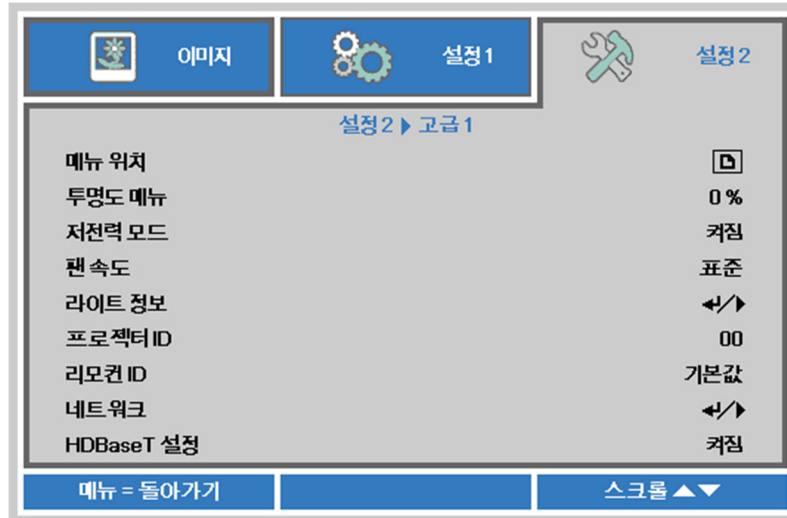 이미지
설정 1
설정 2
설정 2 ▶ 고급 1
메뉴 위치
투명도 메뉴 0 %
저전력 모드 켜짐
팬 속도 표준
라이트 정보 ↵/▶
프로젝터 ID 00
리모컨 ID 기본값
네트워크 ↵/▶
HDBaseT 설정 켜짐
메뉴 = 돌아가기
스크롤 ▲▼